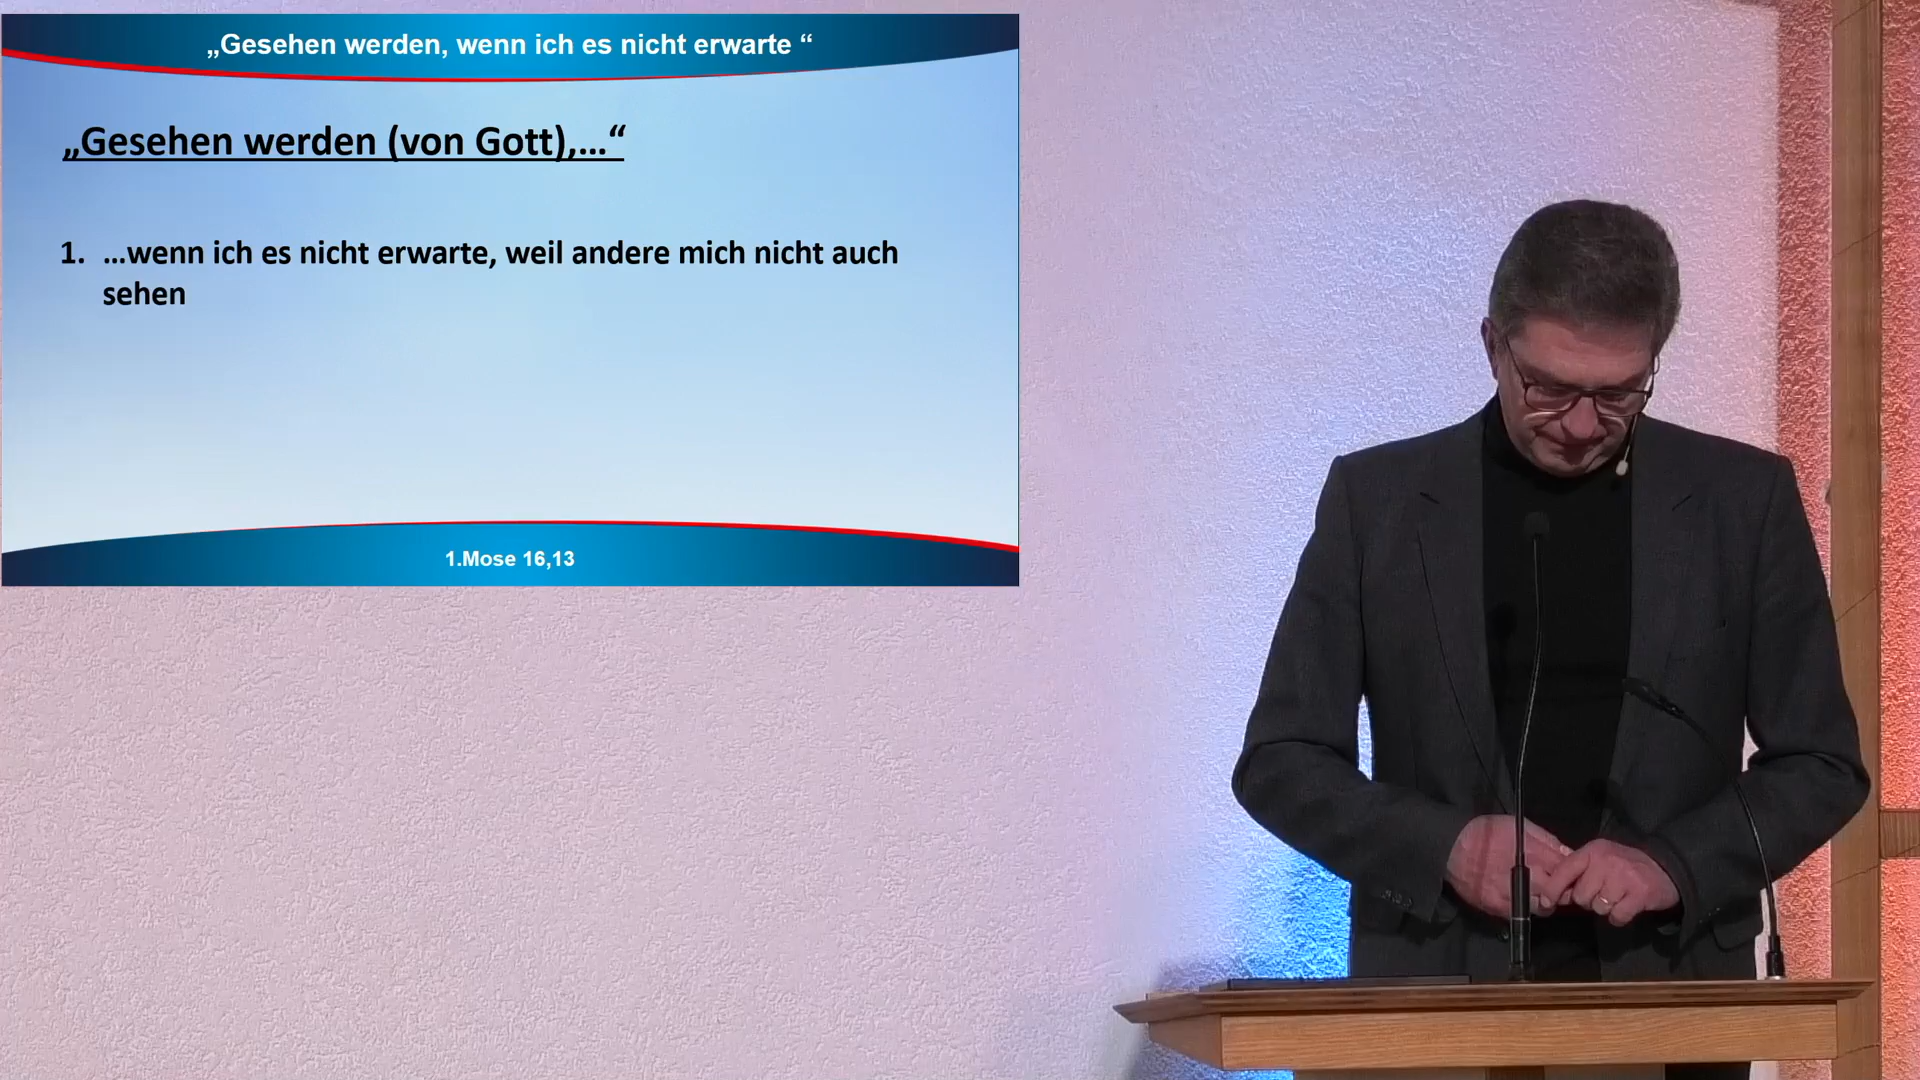 „Gesehen werden, wenn ich es nicht erwarte “
„Gesehen werden (von Gott),...“
1. ...wenn ich es nicht erwarte, weil andere mich nicht auch
sehen
1.Mose 16,13